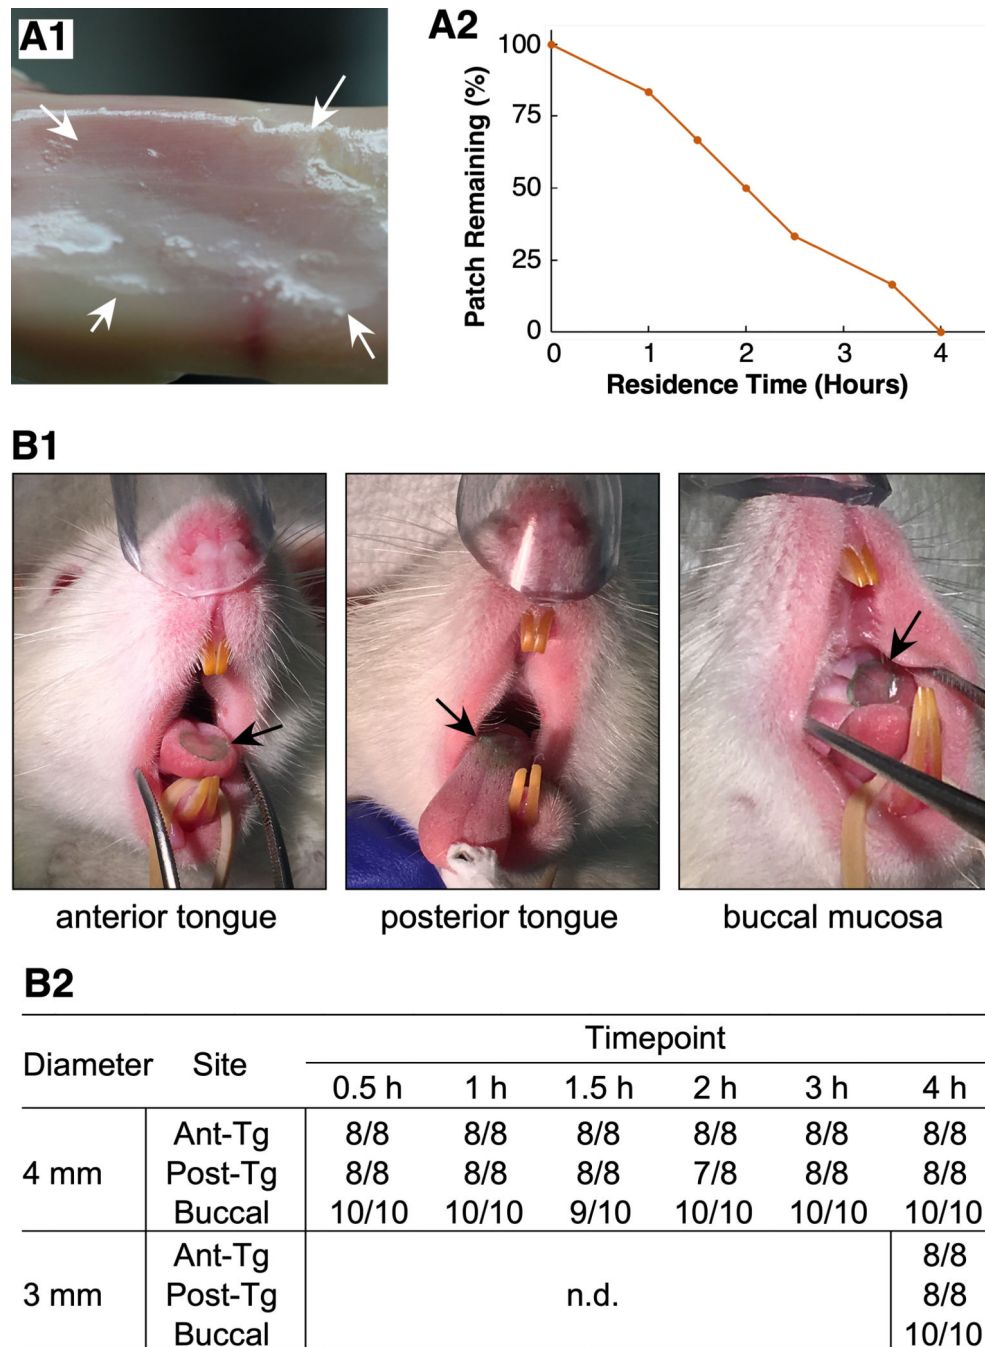 A1
A2
Patch Remaining (%)
100
75
50
25
0
0 1 2 3 4
Residence Time (Hours)
B1
anterior tongue posterior tongue buccal mucosa
B2
Diameter Site Timepoint
0.5 h 1 h 1.5 h 2 h 3 h 4 h
4 mm Ant-Tg 8/8 8/8 8/8 8/8 8/8 8/8
Post-Tg 8/8 8/8 8/8 7/8 8/8 8/8
Buccal 10/10 10/10 9/10 10/10 10/10 10/10
3 mm Ant-Tg n.d. 8/8
Post-Tg 8/8
Buccal 10/10